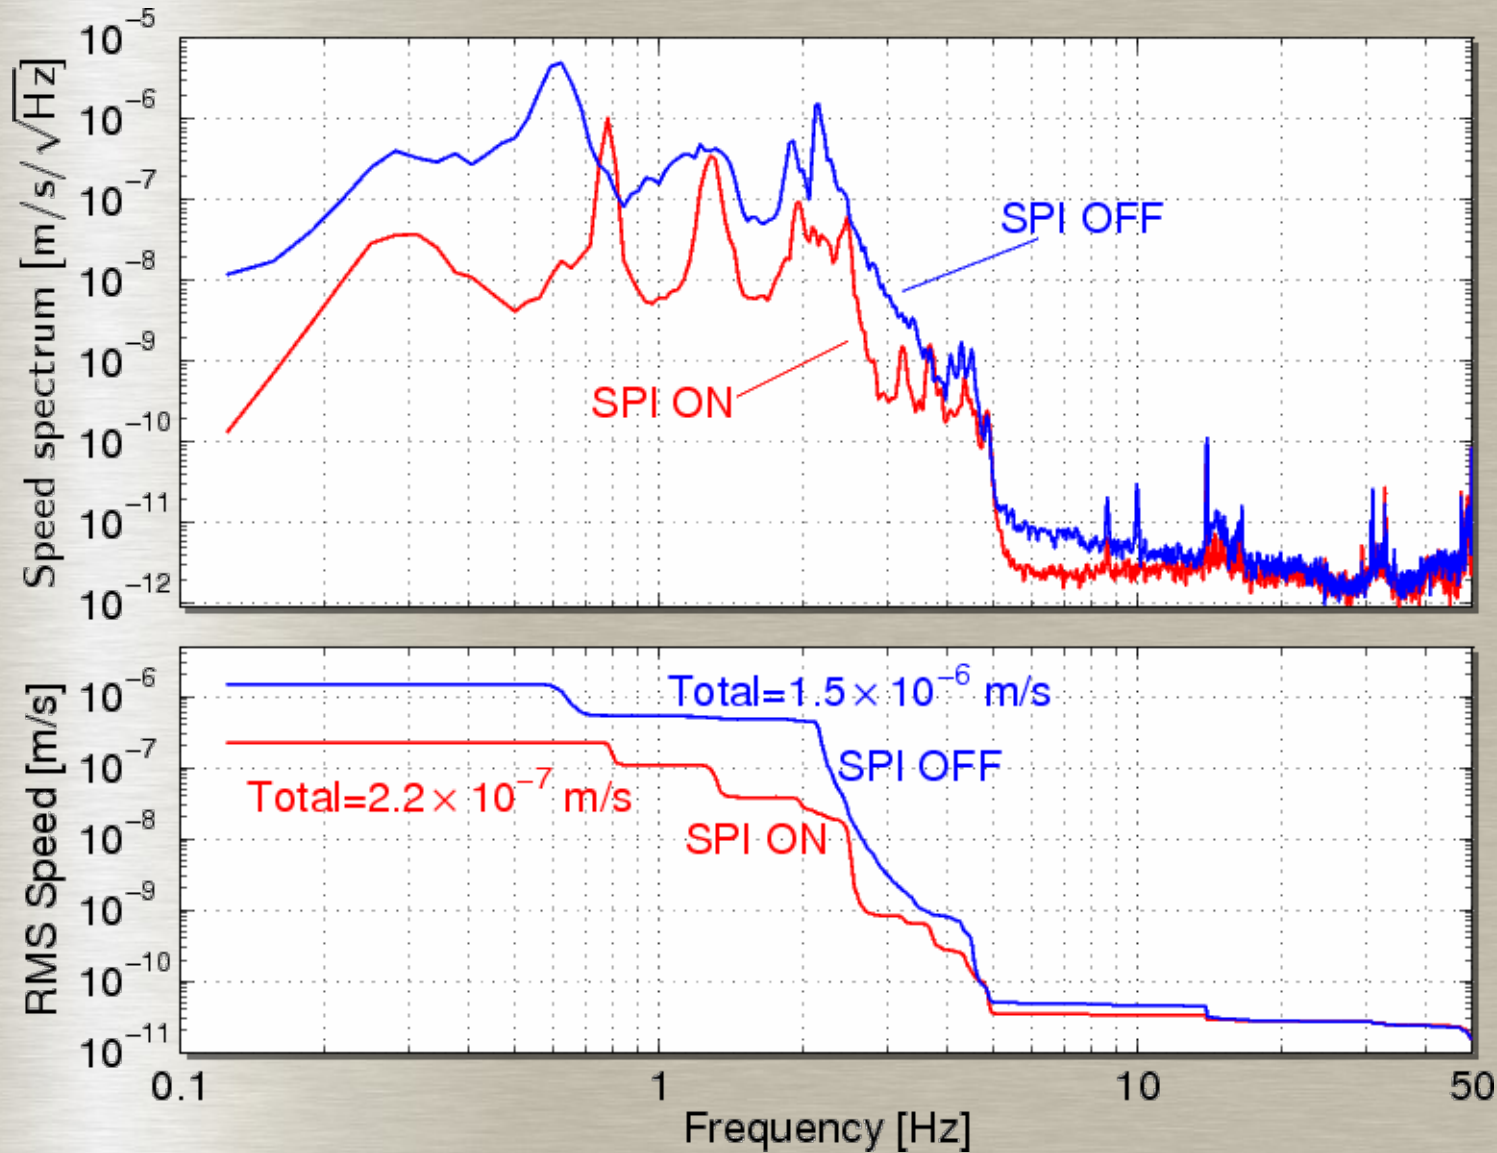 10⁻⁵
10⁻⁶
10⁻⁷
10⁻⁸
10⁻⁹
10⁻¹⁰
10⁻¹¹
10⁻¹²
Speed spectrum [m/s/√Hz]
SPI OFF
SPI ON
10⁻⁶
10⁻⁷
10⁻⁸
10⁻⁹
10⁻¹⁰
10⁻¹¹
RMS Speed [m/s]
Total=1.5×10⁻⁶ m/s
SPI OFF
Total=2.2×10⁻⁷ m/s
SPI ON
0.1 1 10 50
Frequency [Hz]